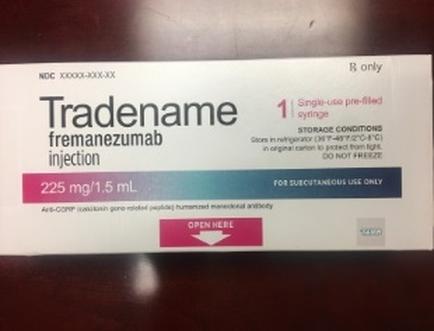 NDC XXXXX-XXX-XX
Rx only
Tradename
fremanezumab
injection
1 Single-use pre-filled
syringe
STORAGE CONDITIONS
Store in refrigerator (36°F-46°F/2°C-8°C)
in original carton to protect from light.
DO NOT FREEZE
225 mg/1.5 mL
FOR SUBCUTANEOUS USE ONLY
Anti-CGRP (calcitonin gene-related peptide) humanized monoclonal antibody
OPEN HERE